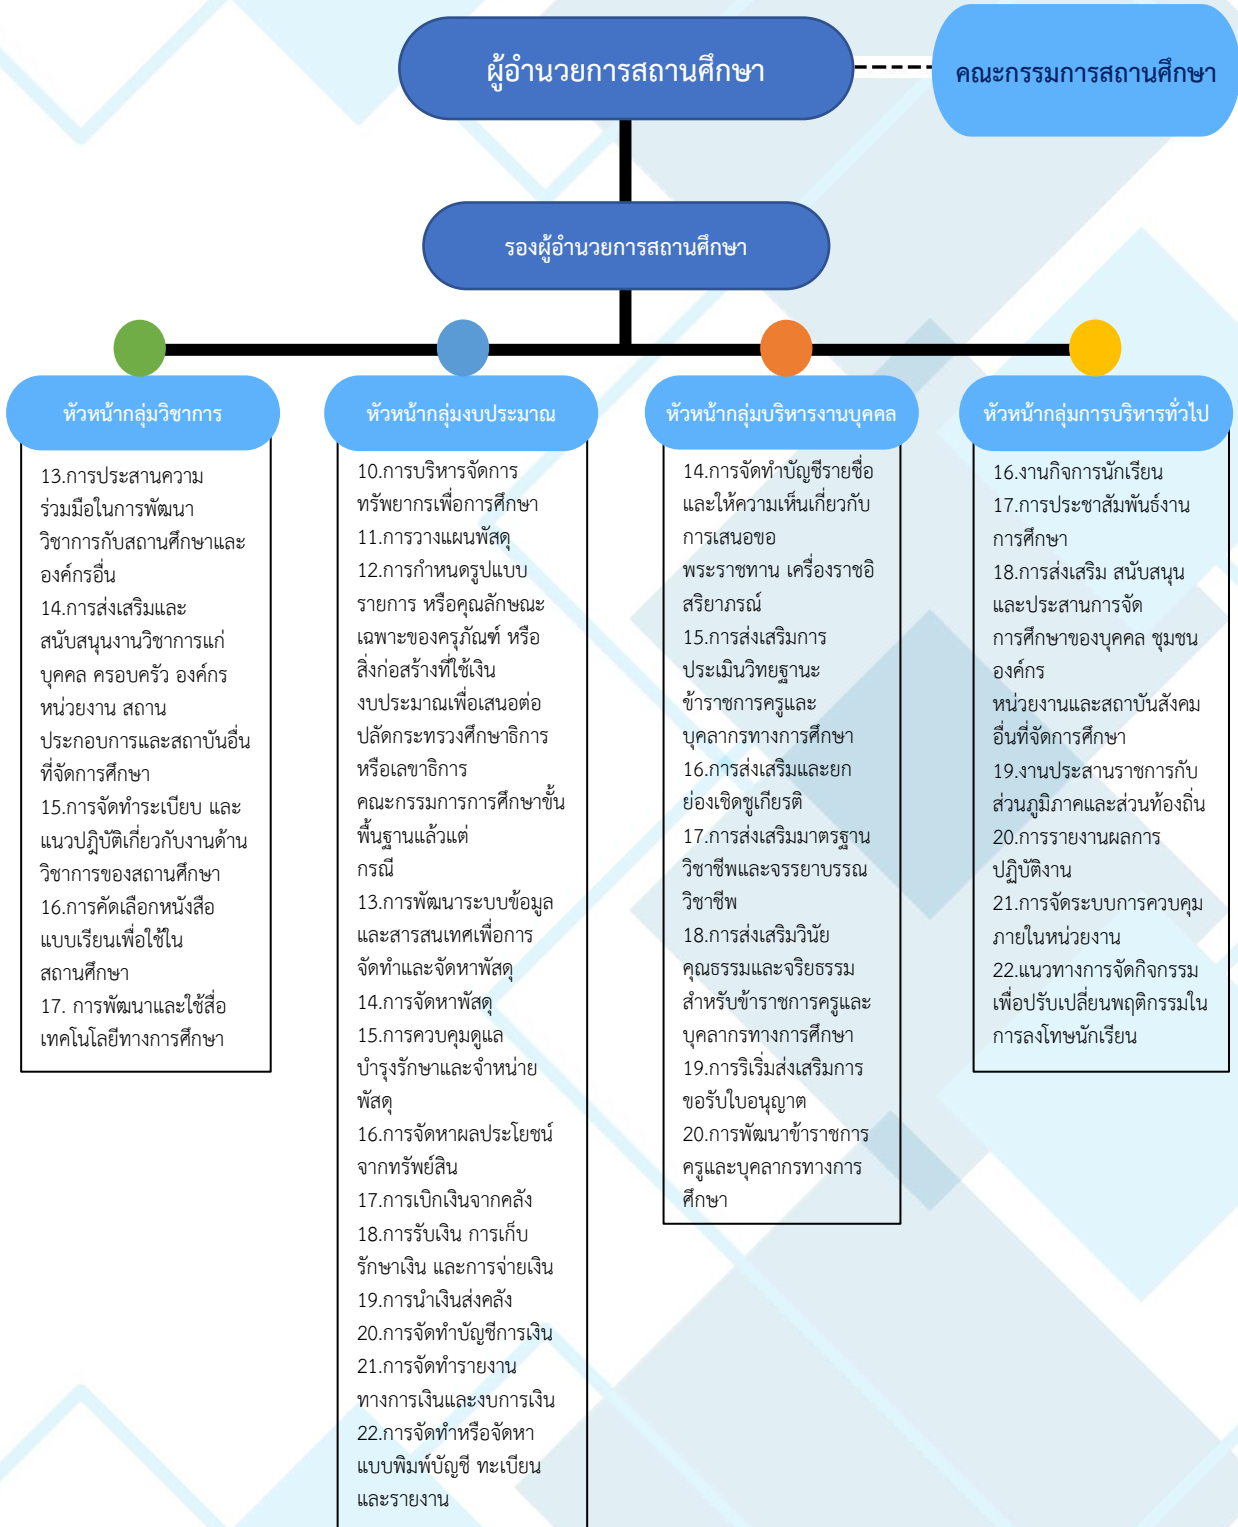 ผู้อำนวยการสถานศึกษา
คณะกรรมการสถานศึกษา
รองผู้อำนวยการสถานศึกษา
หัวหน้ากลุ่มวิชาการ
13.การประสานความ
ร่วมมือในการพัฒนา
วิชาการกับสถานศึกษาและ
องค์กรอื่น
14.การส่งเสริมและ
สนับสนุนงานวิชาการแก่
บุคคล ครอบครัว องค์กร
หน่วยงาน สถาน
ประกอบการและสถาบันอื่น
ที่จัดการศึกษา
15.การจัดทำระเบียบ และ
แนวปฏิบัติเกี่ยวกับงานด้าน
วิชาการของสถานศึกษา
16.การคัดเลือกหนังสือ
แบบเรียนเพื่อใช้ใน
สถานศึกษา
17. การพัฒนาและใช้สื่อ
เทคโนโลยีทางการศึกษา
หัวหน้ากลุ่มงบประมาณ
10.การบริหารจัดการ
ทรัพยากรเพื่อการศึกษา
11.การวางแผนพัสดุ
12.การกำหนดรูปแบบ
รายการ หรือคุณลักษณะ
เฉพาะของครุภัณฑ์ หรือ
สิ่งก่อสร้างที่ใช้เงิน
งบประมาณเพื่อเสนอต่อ
ปลัดกระทรวงศึกษาธิการ
หรือเลขาธิการ
คณะกรรมการการศึกษาขั้น
พื้นฐานแล้วแต่
กรณี
13.การพัฒนาระบบข้อมูล
และสารสนเทศเพื่อการ
จัดทำและจัดหาพัสดุ
14.การจัดหาพัสดุ
15.การควบคุมดูแล
บำรุงรักษาและจำหน่าย
พัสดุ
16.การจัดหาผลประโยชน์
จากทรัพย์สิน
17.การเบิกเงินจากคลัง
18.การรับเงิน การเก็บ
รักษาเงิน และการจ่ายเงิน
19.การนำเงินส่งคลัง
20.การจัดทำบัญชีการเงิน
21.การจัดทำรายงาน
ทางการเงินและงบการเงิน
22.การจัดทำหรือจัดหา
แบบพิมพ์บัญชี ทะเบียน
และรายงาน
หัวหน้ากลุ่มบริหารงานบุคคล
14.การจัดทำบัญชีรายชื่อ
และให้ความเห็นเกี่ยวกับ
การเสนอขอ
พระราชทาน เครื่องราชอิ
สริยาภรณ์
15.การส่งเสริมการ
ประเมินวิทยฐานะ
ข้าราชการครูและ
บุคลากรทางการศึกษา
16.การส่งเสริมและยก
ย่องเชิดชูเกียรติ
17.การส่งเสริมมาตรฐาน
วิชาชีพและจรรยาบรรณ
วิชาชีพ
18.การส่งเสริมวินัย
คุณธรรมและจริยธรรม
สำหรับข้าราชการครูและ
บุคลากรทางการศึกษา
19.การริเริ่มส่งเสริมการ
ขอรับใบอนุญาต
20.การพัฒนาข้าราชการ
ครูและบุคลากรทางการ
ศึกษา
หัวหน้ากลุ่มการบริหารทั่วไป
16.งานกิจการนักเรียน
17.การประชาสัมพันธ์งาน
การศึกษา
18.การส่งเสริม สนับสนุน
และประสานการจัด
การศึกษาของบุคคล ชุมชน
องค์กร
หน่วยงานและสถาบันสังคม
อื่นที่จัดการศึกษา
19.งานประสานราชการกับ
ส่วนภูมิภาคและส่วนท้องถิ่น
20.การรายงานผลการ
ปฏิบัติงาน
21.การจัดระบบการควบคุม
ภายในหน่วยงาน
22.แนวทางการจัดกิจกรรม
เพื่อปรับเปลี่ยนพฤติกรรมใน
การลงโทษนักเรียน